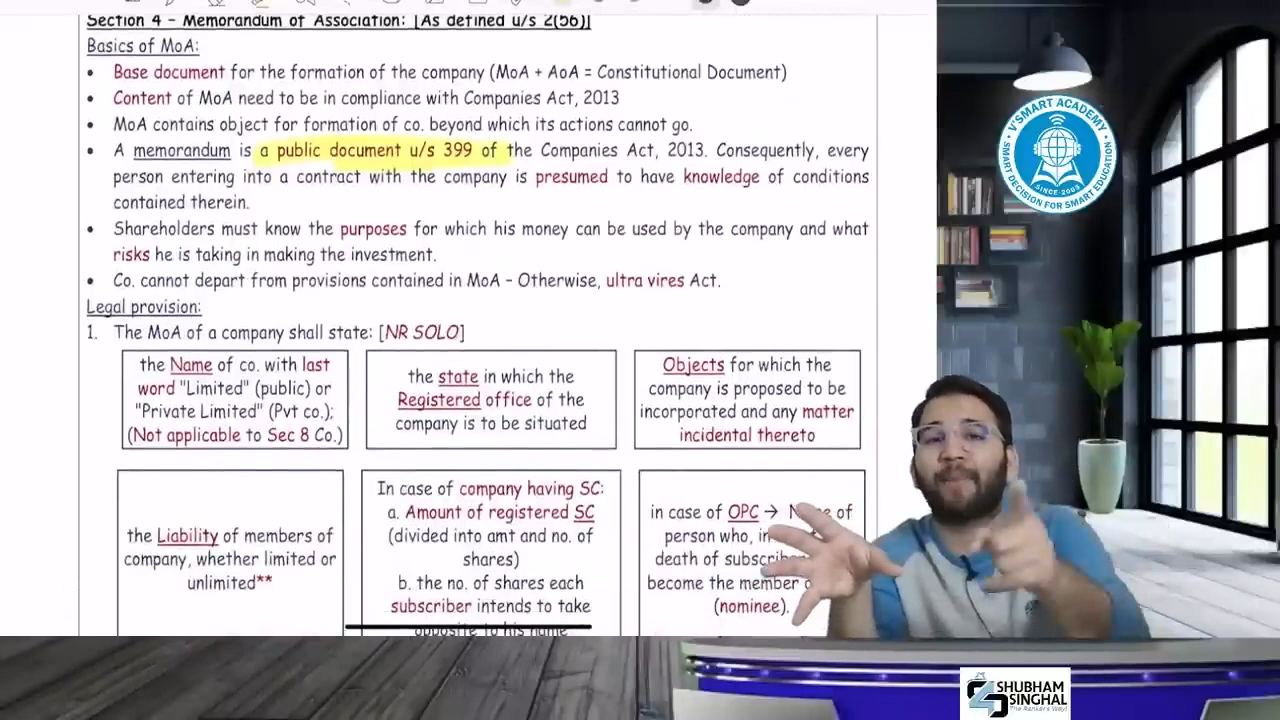 Section 4 – Memorandum of Association: [As defined u/s 2(56)]
Basics of MoA:
• Base document for the formation of the company (MoA + AoA = Constitutional Document)
• Content of MoA need to be in compliance with Companies Act, 2013
• MoA contains object for formation of co. beyond which its actions cannot go.
• A memorandum is a public document u/s 399 of the Companies Act, 2013. Consequently, every
person entering into a contract with the company is presumed to have knowledge of conditions
contained therein.
• Shareholders must know the purposes for which his money can be used by the company and what
risks he is taking in making the investment.
• Co. cannot depart from provisions contained in MoA – Otherwise, ultra vires Act.
Legal provision:
1. The MoA of a company shall state: [NR SOLO]
the Name of co. with last
word "Limited" (public) or
"Private Limited" (Pvt co.);
(Not applicable to Sec 8 Co.)
the state in which the
Registered office of the
company is to be situated
Objects for which the
company is proposed to be
incorporated and any matter
incidental thereto
the Liability of members of
company, whether limited or
unlimited**
In case of company having SC:
a. Amount of registered SC
(divided into amt and no. of
shares)
b. the no. of shares each
subscriber intends to take
opposite to his name
in case of OPC → of
person who, in
death of
become the member
(nominee).
V'SMART ACADEMY
SINCE-2003
SMART DECISION FOR SMART EDUCATION
SHUBHAM
SINGHAL
The Ranker's Way!